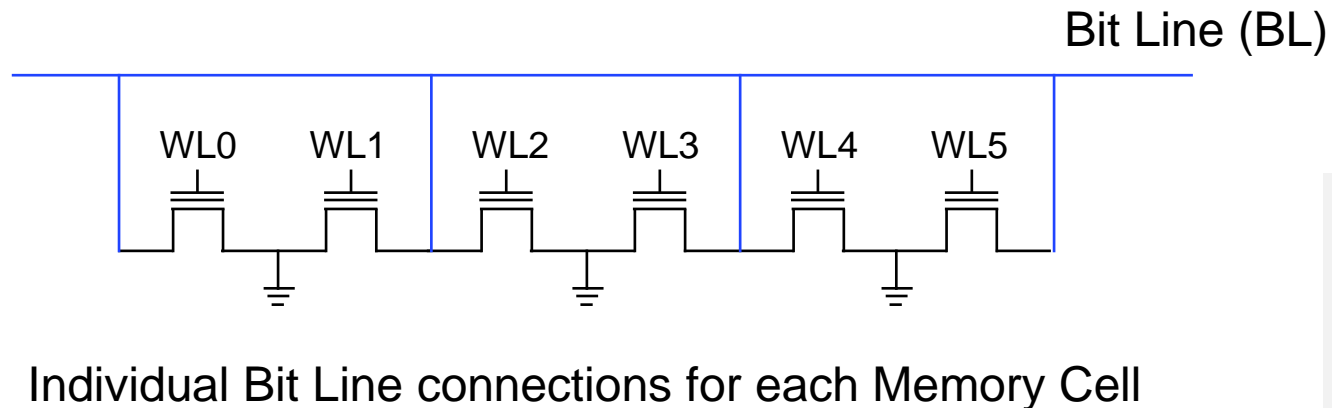 Bit Line (BL)
WL0 WL1 WL2 WL3 WL4 WL5
Individual Bit Line connections for each Memory Cell